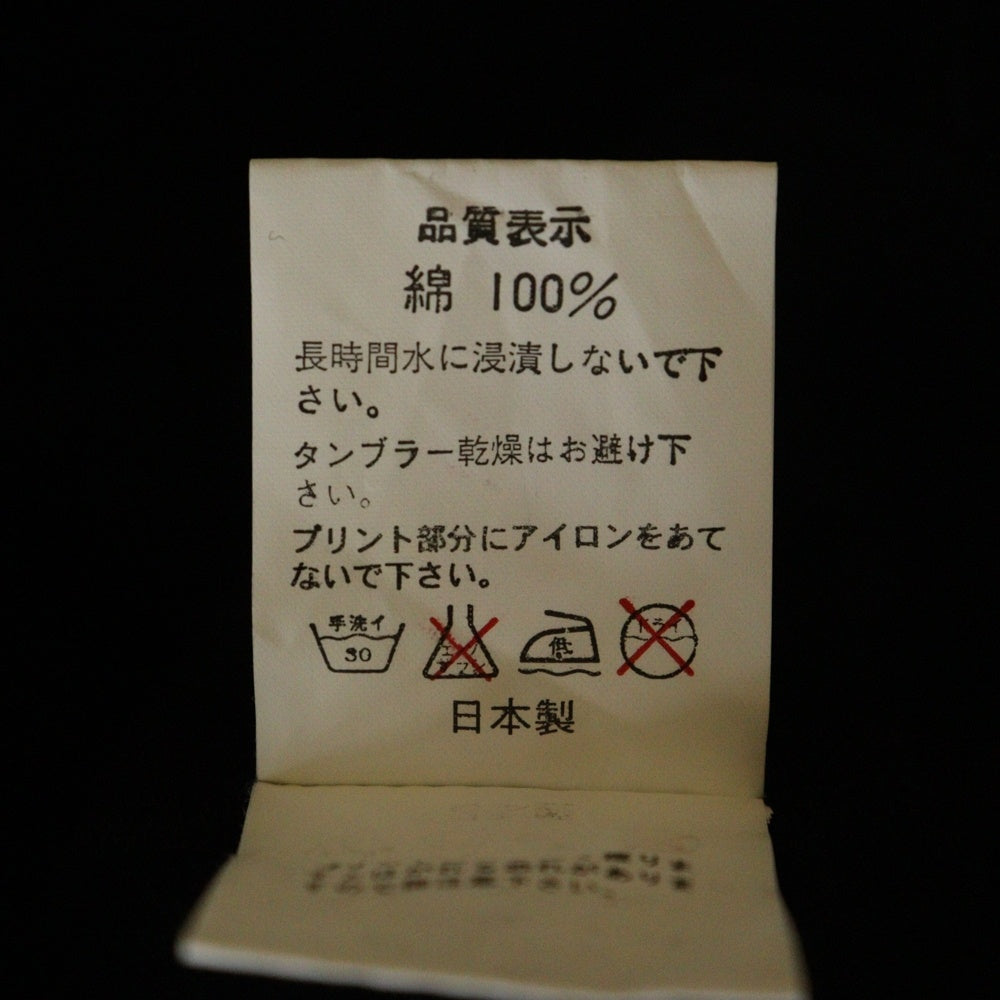 品質表示
綿 100%
長時間水に浸漬しないで下
さい。
タンブラー乾燥はお避け下
さい。
プリント部分にアイロンをあて
ないで下さい。
手洗イ
30
低
日本製